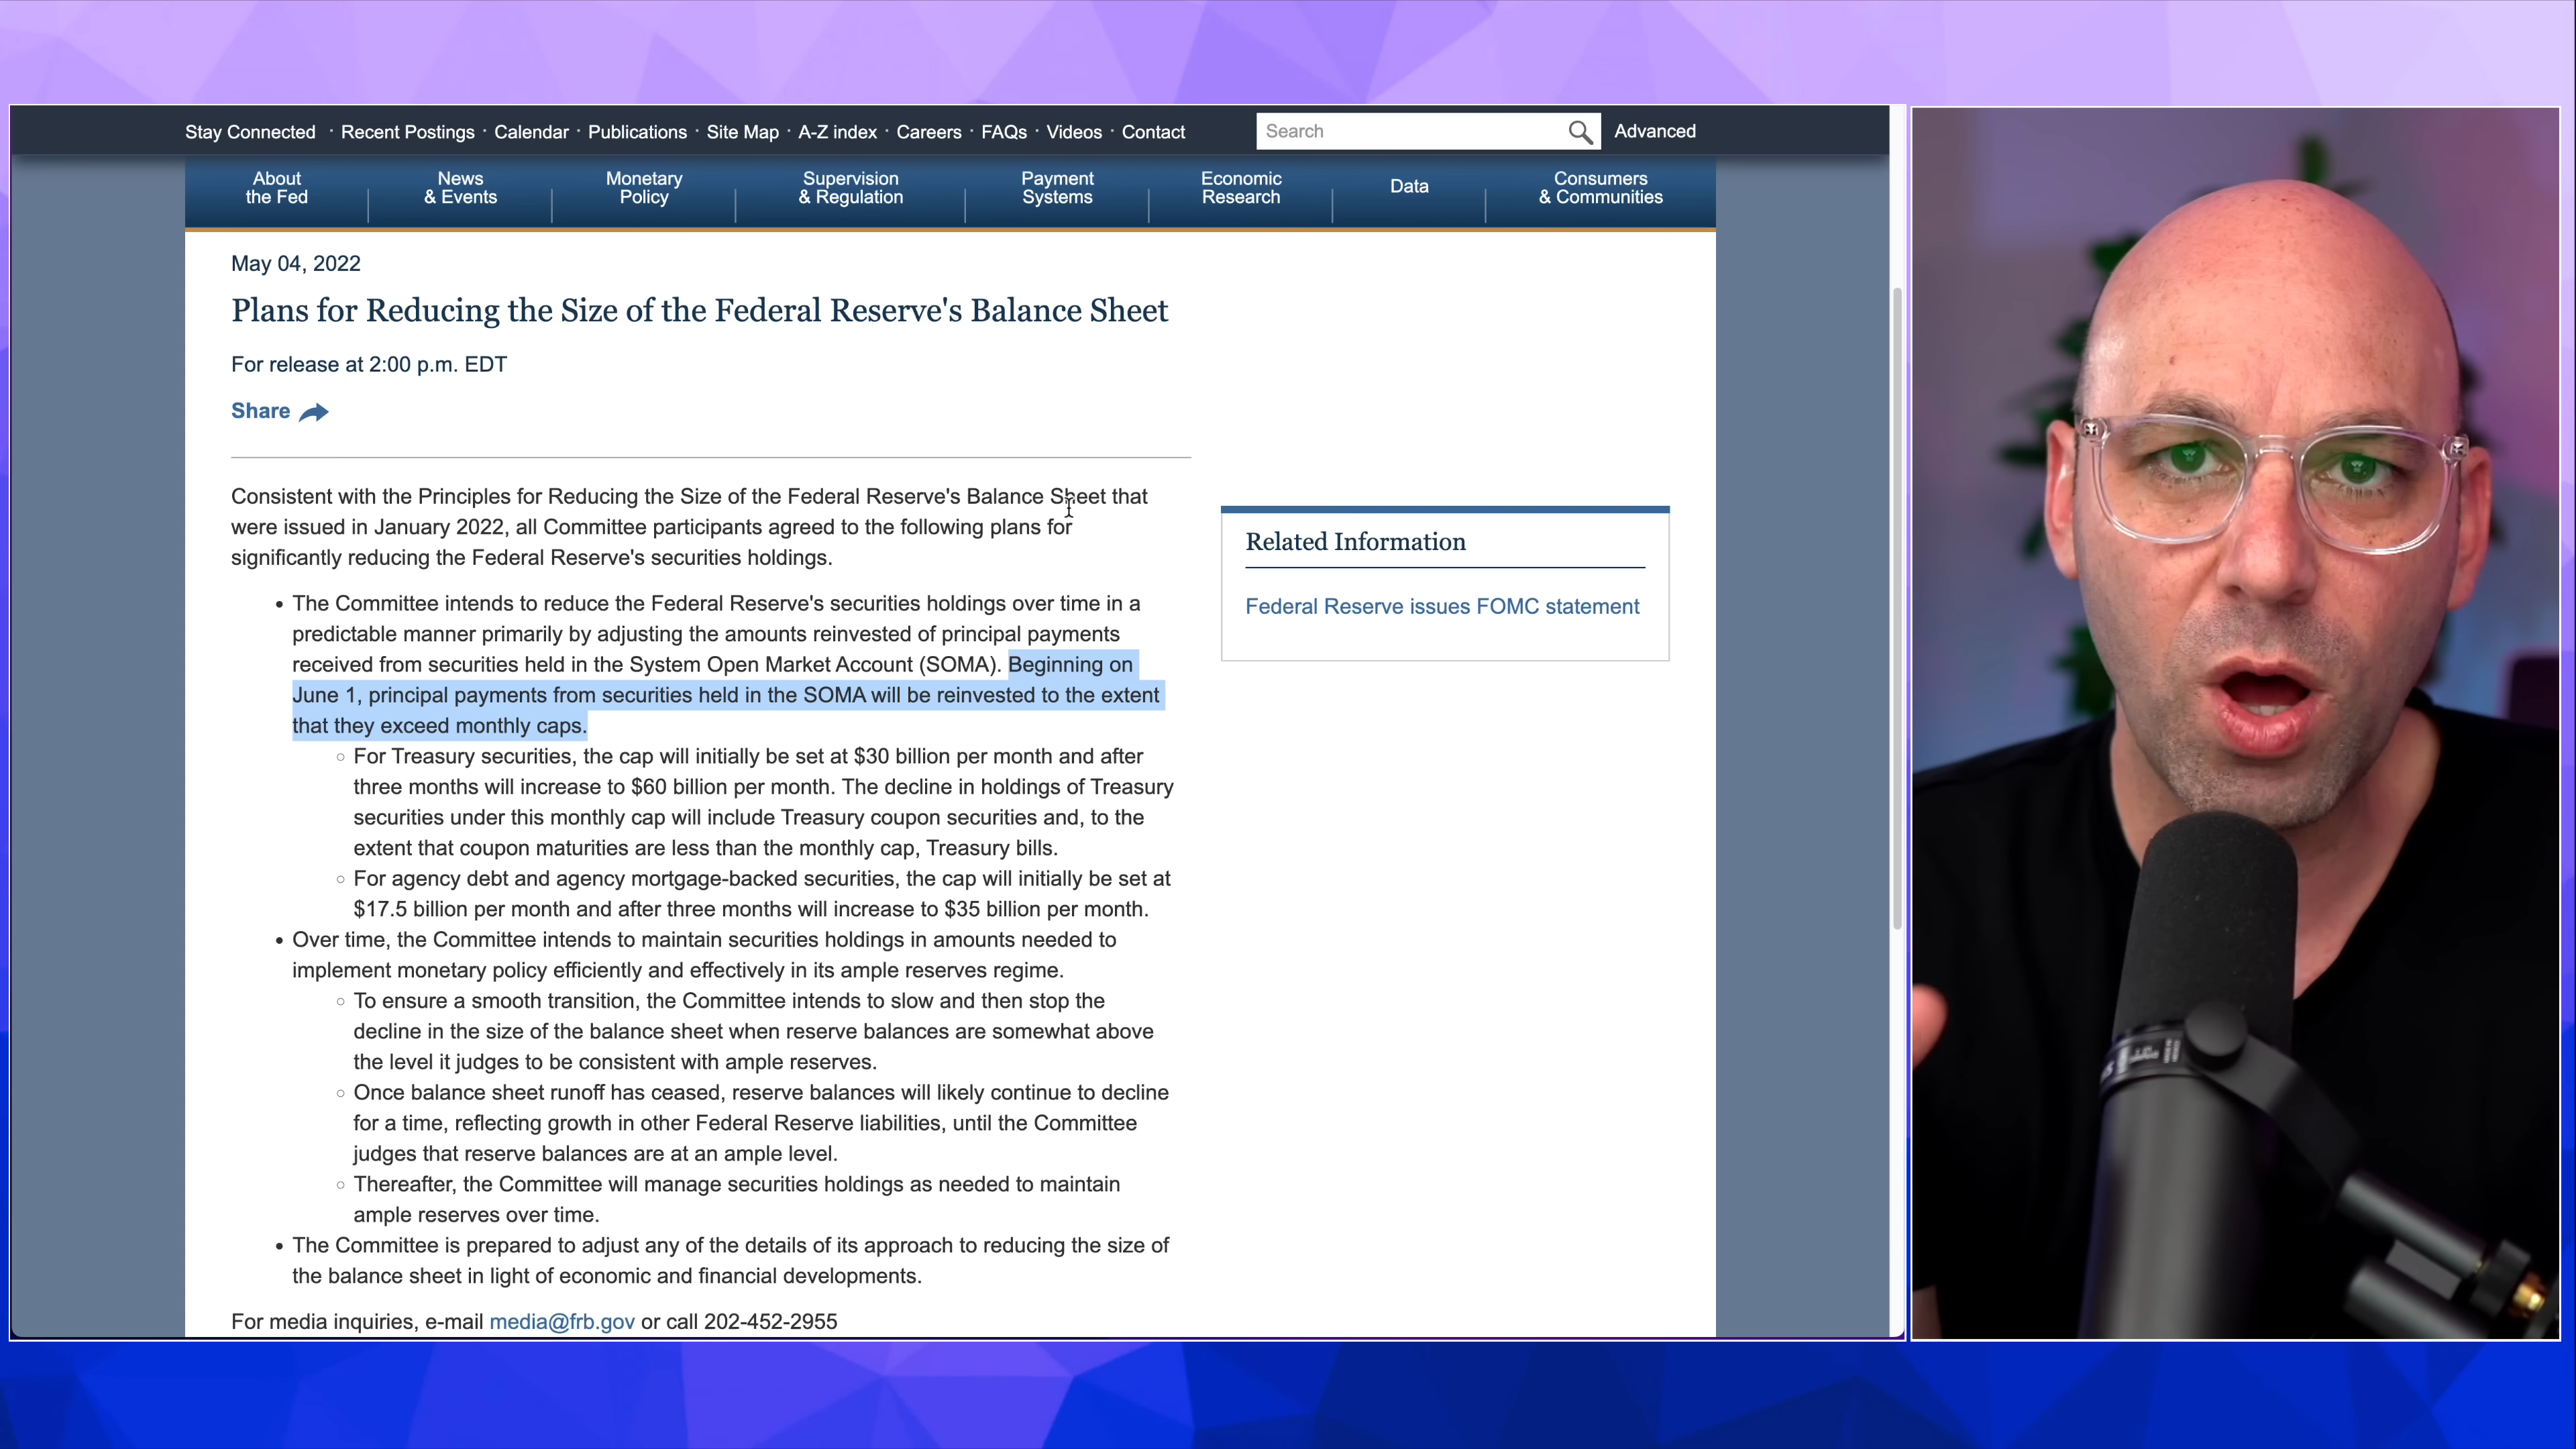 Stay Connected · Recent Postings · Calendar · Publications · Site Map · A-Z index · Careers · FAQs · Videos · Contact
Search
Advanced
About
the Fed
News
& Events
Monetary
Policy
Supervision
& Regulation
Payment
Systems
Economic
Research
Data
Consumers
& Communities
May 04, 2022
Plans for Reducing the Size of the Federal Reserve's Balance Sheet
For release at 2:00 p.m. EDT
Share
Consistent with the Principles for Reducing the Size of the Federal Reserve's Balance Sheet that
were issued in January 2022, all Committee participants agreed to the following plans for
significantly reducing the Federal Reserve's securities holdings.
• The Committee intends to reduce the Federal Reserve's securities holdings over time in a
predictable manner primarily by adjusting the amounts reinvested of principal payments
received from securities held in the System Open Market Account (SOMA). Beginning on
June 1, principal payments from securities held in the SOMA will be reinvested to the extent
that they exceed monthly caps.
○ For Treasury securities, the cap will initially be set at $30 billion per month and after
three months will increase to $60 billion per month. The decline in holdings of Treasury
securities under this monthly cap will include Treasury coupon securities and, to the
extent that coupon maturities are less than the monthly cap, Treasury bills.
○ For agency debt and agency mortgage-backed securities, the cap will initially be set at
$17.5 billion per month and after three months will increase to $35 billion per month.
• Over time, the Committee intends to maintain securities holdings in amounts needed to
implement monetary policy efficiently and effectively in its ample reserves regime.
○ To ensure a smooth transition, the Committee intends to slow and then stop the
decline in the size of the balance sheet when reserve balances are somewhat above
the level it judges to be consistent with ample reserves.
○ Once balance sheet runoff has ceased, reserve balances will likely continue to decline
for a time, reflecting growth in other Federal Reserve liabilities, until the Committee
judges that reserve balances are at an ample level.
○ Thereafter, the Committee will manage securities holdings as needed to maintain
ample reserves over time.
• The Committee is prepared to adjust any of the details of its approach to reducing the size of
the balance sheet in light of economic and financial developments.
For media inquiries, e-mail media@frb.gov or call 202-452-2955
Related Information
Federal Reserve issues FOMC statement